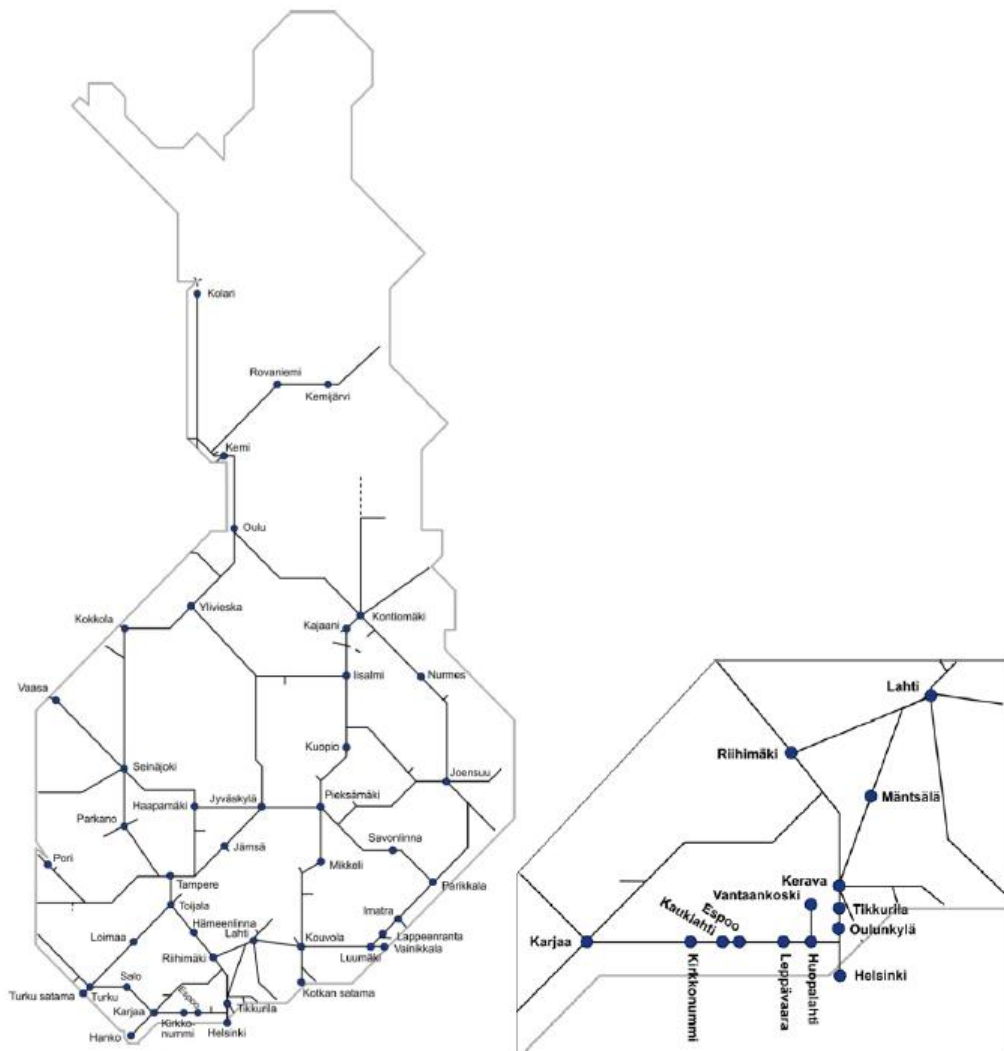 Kolari
Rovaniemi
Kemijärvi
Kemi
Oulu
Ylivieska
Kokkola
Kontiomäki
Kajaani
Iisalmi
Nurmes
Vaasa
Kuopio
Seinäjoki
Joensuu
Haapamäki
Jyväskylä
Pieksämäki
Parkano
Jämsä
Savonlinna
Pori
Mikkeli
Tampere
Parikkala
Toijala
Hämeenlinna
Imatra
Loimaa
Lahti
Kouvola
Lappeenranta
Vainikkala
Riihimäki
Luumäki
Salo
Espoo
Turku satama
Turku
Kotkan satama
Karjaa
Tikkurila
Kirkko-
nummi
Hanko
Helsinki
Lahti
Riihimäki
Mäntsälä
Kerava
Vantaankoski
Tikkurila
Espoo
Kauklahti
Oulunkylä
Karjaa
Kirkkonummi
Leppävaara
Huopalahti
Helsinki